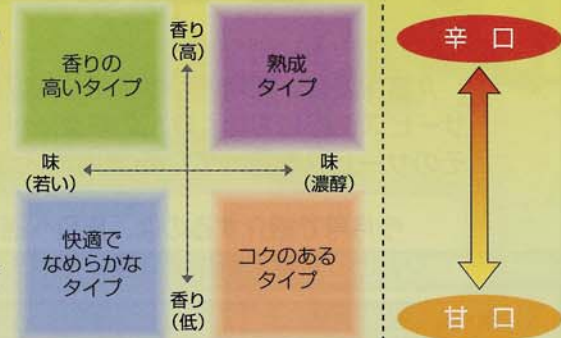 香り
(高)
香りの
高いタイプ
熟成
タイプ
味
(若い)
味
(濃醇)
快適で
なめらかな
タイプ
コクのある
タイプ
香り
(低)
辛 口
甘 口